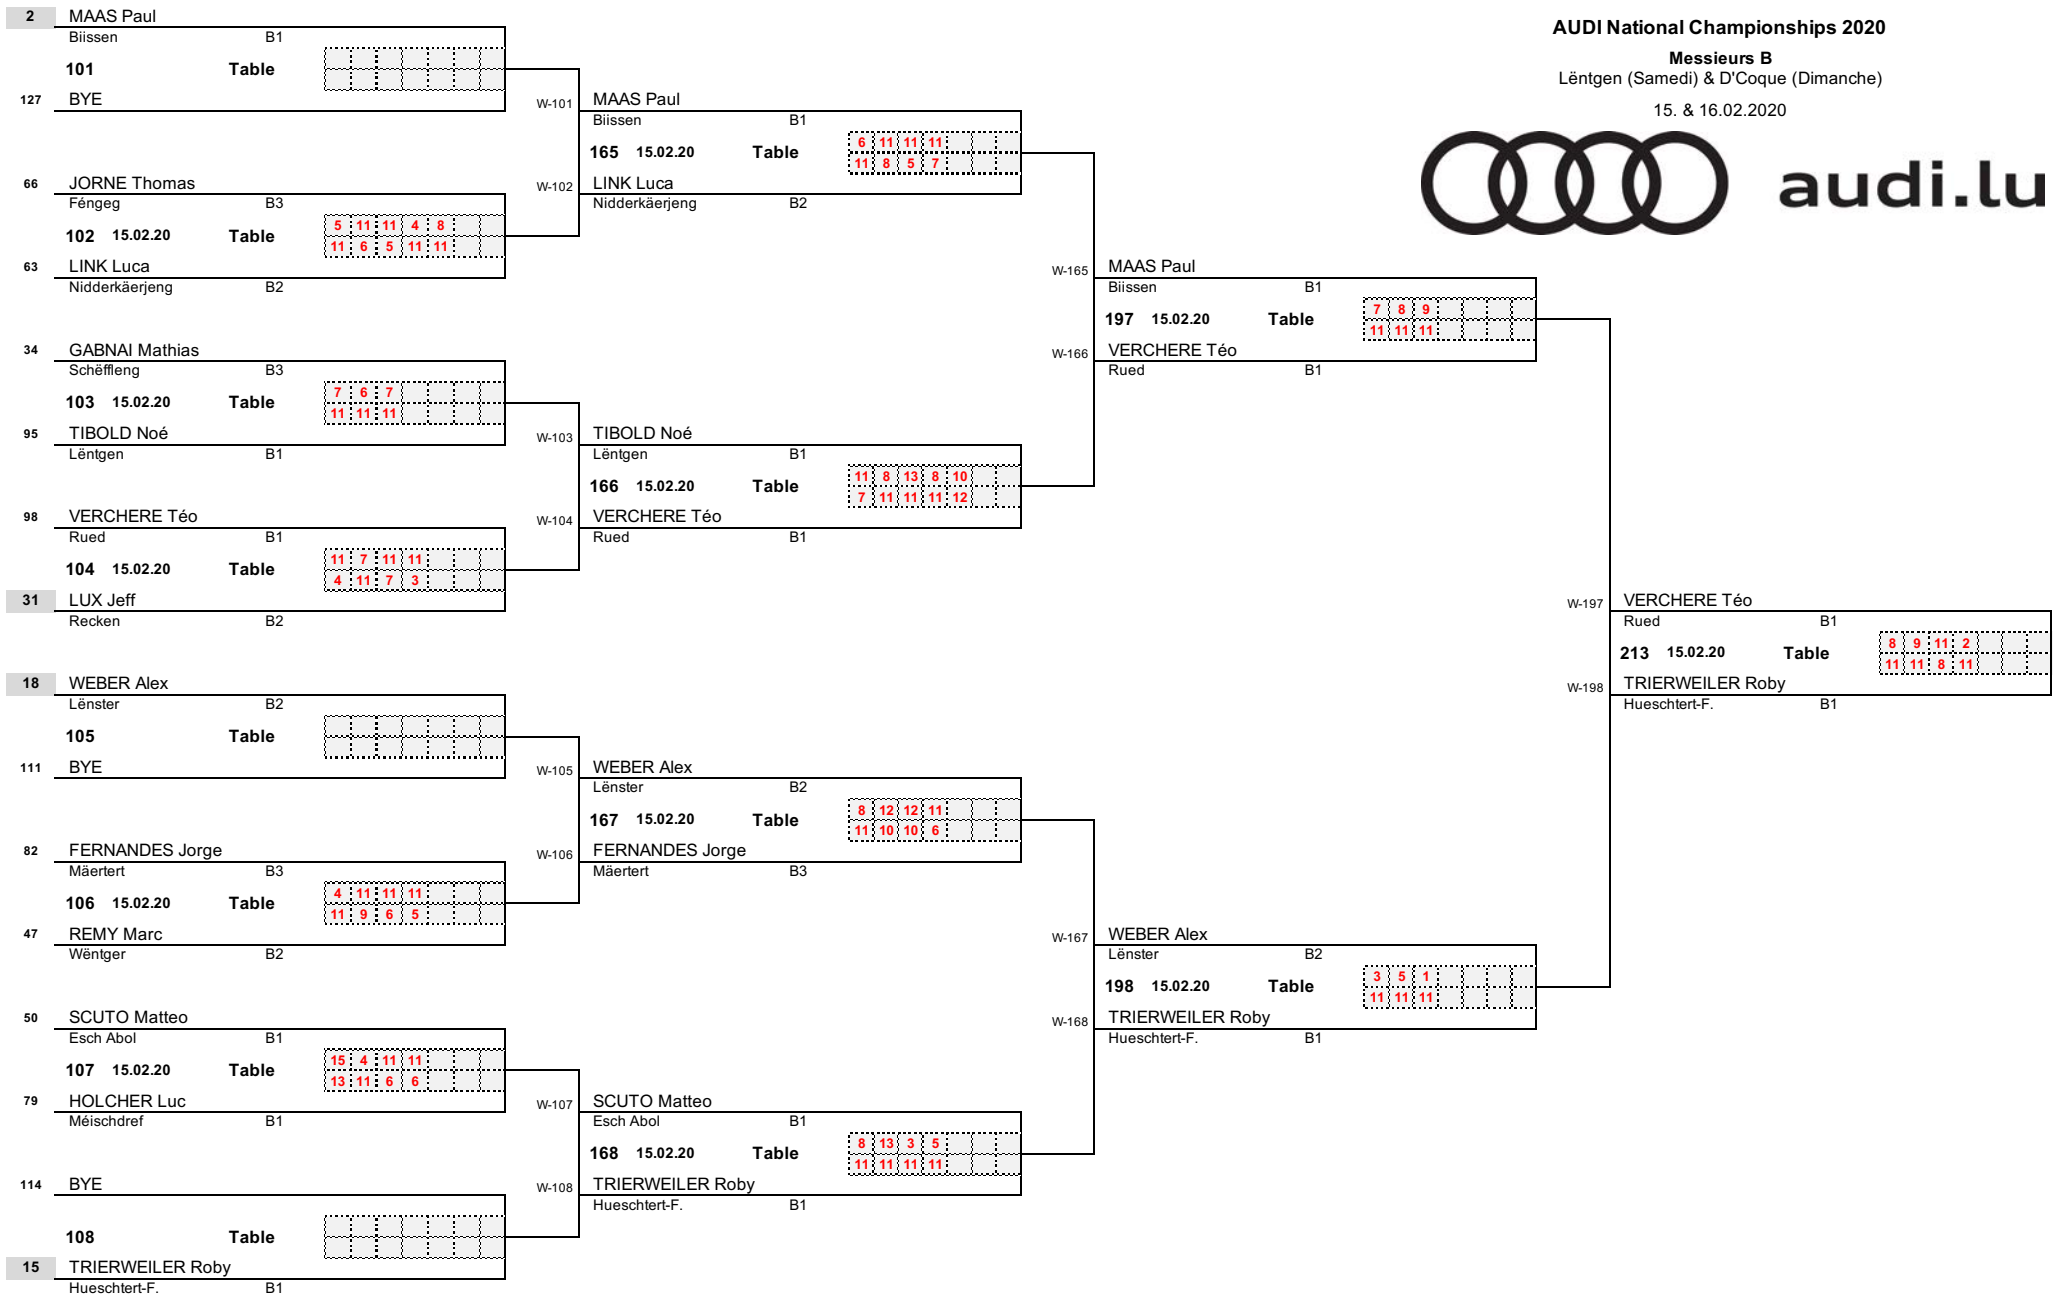 AUDI National Championships 2020
Messieurs B
Lëntgen (Samedi) & D'Coque (Dimanche)
15. & 16.02.2020
audi.lu
2 MAAS Paul
Biissen B1
101 Table
127 BYE
66 JORNE Thomas
Féngeg B3
102 15.02.20 Table
5 11 11 4 8
11 6 5 11 11
63 LINK Luca
Nidderkäerjeng B2
34 GABNAI Mathias
Schëffleng B3
103 15.02.20 Table
7 6 7
11 11 11
95 TIBOLD Noé
Lëntgen B1
98 VERCHERE Téo
Rued B1
104 15.02.20 Table
11 7 11 11
4 11 7 3
31 LUX Jeff
Recken B2
18 WEBER Alex
Lënster B2
105 Table
111 BYE
82 FERNANDES Jorge
Mäertert B3
106 15.02.20 Table
4 11 11 11
11 9 6 5
47 REMY Marc
Wëntger B2
50 SCUTO Matteo
Esch Abol B1
107 15.02.20 Table
15 4 11 11
13 11 6 6
79 HOLCHER Luc
Méischdref B1
114 BYE
108 Table
15 TRIERWEILER Roby
Hueschtert-F. B1
W-101 MAAS Paul
Biissen B1
165 15.02.20 Table
6 11 11 11
11 8 5 7
W-102 LINK Luca
Nidderkäerjeng B2
W-103 TIBOLD Noé
Lëntgen B1
166 15.02.20 Table
11 8 13 8 10
7 11 11 11 12
W-104 VERCHERE Téo
Rued B1
W-105 WEBER Alex
Lënster B2
167 15.02.20 Table
8 12 12 11
11 10 10 6
W-106 FERNANDES Jorge
Mäertert B3
W-107 SCUTO Matteo
Esch Abol B1
168 15.02.20 Table
8 13 3 5
11 11 11 11
W-108 TRIERWEILER Roby
Hueschtert-F. B1
W-165 MAAS Paul
Biissen B1
197 15.02.20 Table
7 8 9
11 11 11
W-166 VERCHERE Téo
Rued B1
W-167 WEBER Alex
Lënster B2
198 15.02.20 Table
3 5 1
11 11 11
W-168 TRIERWEILER Roby
Hueschtert-F. B1
W-197 VERCHERE Téo
Rued B1
213 15.02.20 Table
8 9 11 2
11 11 8 11
W-198 TRIERWEILER Roby
Hueschtert-F. B1